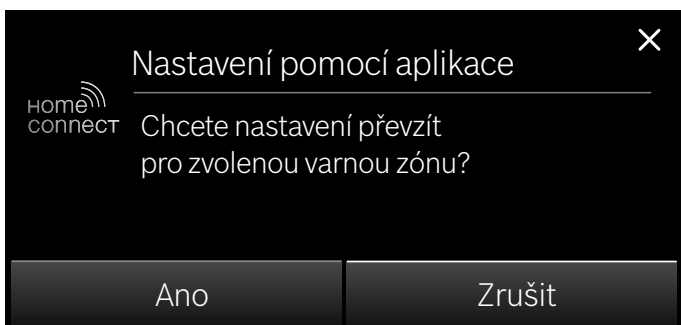 Nastavení pomocí aplikace
Home
connect
Chcete nastavení převzít
pro zvolenou varnou zónu?
Ano
Zrušit